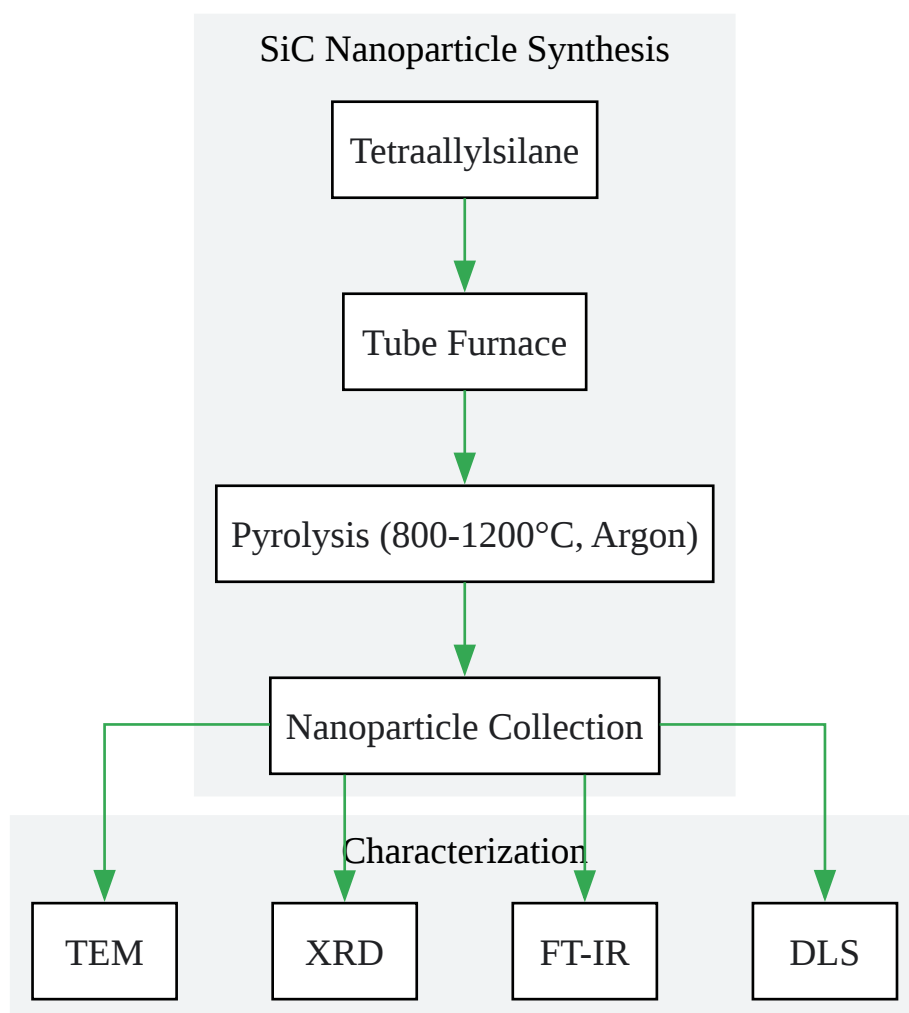 SiC Nanoparticle Synthesis
Tetraallylsilane
Tube Furnace
Pyrolysis (800-1200°C, Argon)
Nanoparticle Collection
Characterization
TEM
XRD
FT-IR
DLS